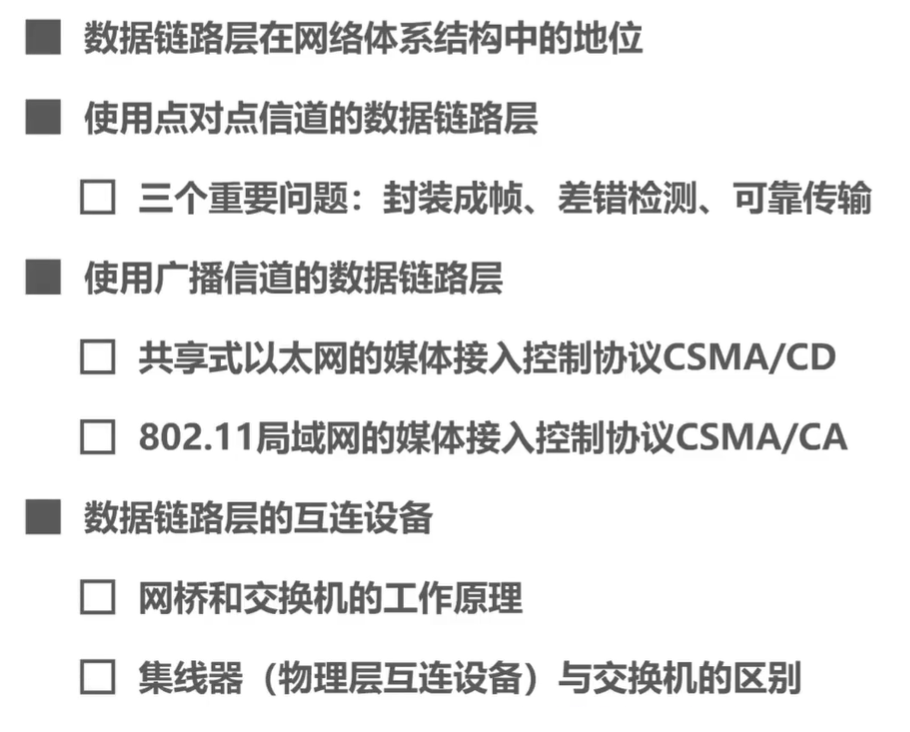 数据链路层在网络体系结构中的地位
使用点对点信道的数据链路层
三个重要问题：封装成帧、差错检测、可靠传输
使用广播信道的数据链路层
共享式以太网的媒体接入控制协议CSMA/CD
802.11局域网的媒体接入控制协议CSMA/CA
数据链路层的互连设备
网桥和交换机的工作原理
集线器（物理层互连设备）与交换机的区别